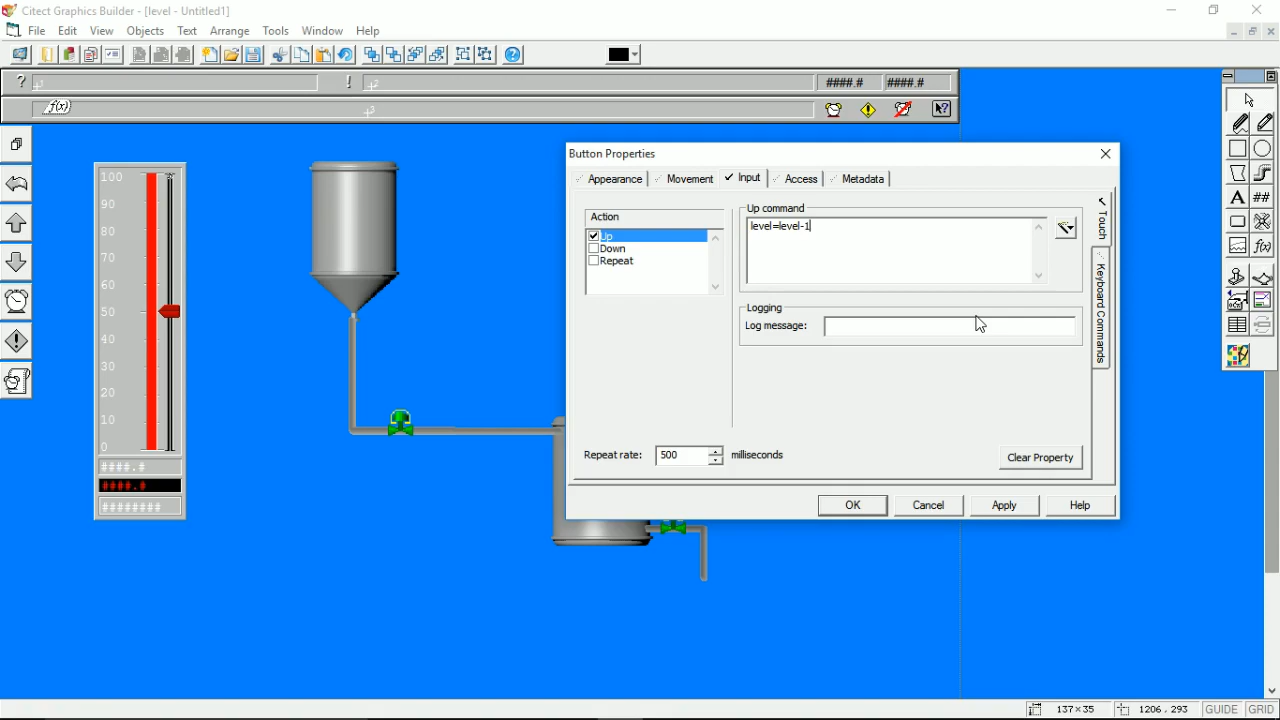 Citect Graphics Builder - [level - Untitled1]
File Edit View Objects Text Arrange Tools Window Help
? +1 ! +2 ####.# ####.#
f(x) +3
100
90
80
70
60
50
40
30
20
10
0
####.#
####.#
########
Button Properties
Appearance Movement Input Access Metadata
Action
Up
Down
Repeat
Up command
level=level-1
Logging
Log message:
Touch
Keyboard Commands
Repeat rate: 500 milliseconds
Clear Property
OK Cancel Apply Help
A ##
f(x)
137×35 1206 , 293 GUIDE GRID